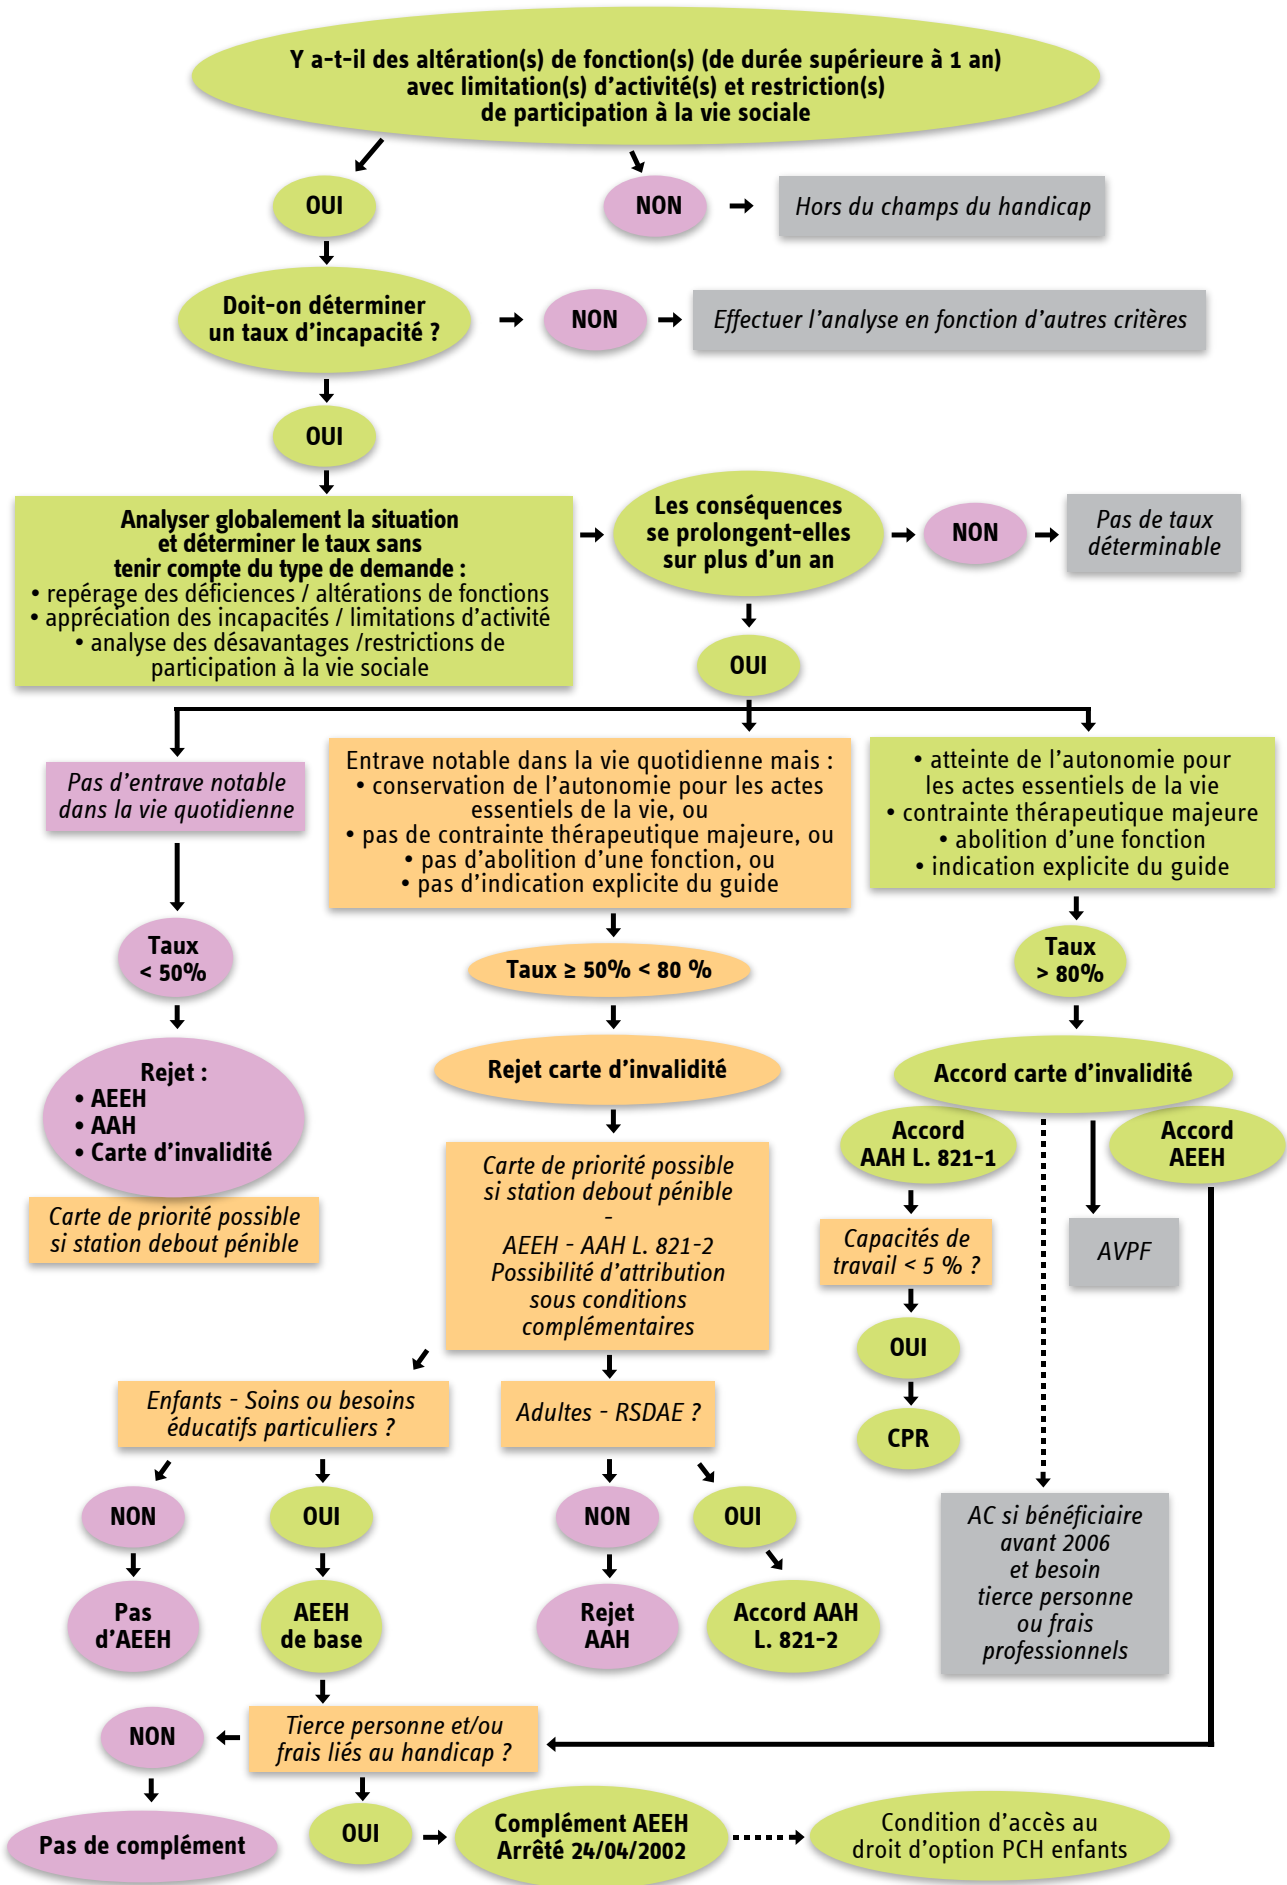 Y a-t-il des altération(s) de fonction(s) (de durée supérieure à 1 an)
avec limitation(s) d'activité(s) et restriction(s)
de participation à la vie sociale
OUI
NON
Hors du champs du handicap
Doit-on déterminer
un taux d'incapacité ?
NON
Effectuer l'analyse en fonction d'autres critères
OUI
Analyser globalement la situation
et déterminer le taux sans
tenir compte du type de demande :
• repérage des déficiences / altérations de fonctions
• appréciation des incapacités / limitations d'activité
• analyse des désavantages /restrictions de
participation à la vie sociale
Les conséquences
se prolongent-elles
sur plus d'un an
NON
Pas de taux
déterminable
OUI
Pas d'entrave notable
dans la vie quotidienne
Entrave notable dans la vie quotidienne mais :
• conservation de l'autonomie pour les actes
essentiels de la vie, ou
• pas de contrainte thérapeutique majeure, ou
• pas d'abolition d'une fonction, ou
• pas d'indication explicite du guide
• atteinte de l'autonomie pour
les actes essentiels de la vie
• contrainte thérapeutique majeure
• abolition d'une fonction
• indication explicite du guide
Taux
< 50%
Taux ≥ 50% < 80 %
Taux
> 80%
Rejet :
• AEEH
• AAH
• Carte d'invalidité
Carte de priorité possible
si station debout pénible
Rejet carte d'invalidité
Carte de priorité possible
si station debout pénible
-
AEEH - AAH L. 821-2
Possibilité d'attribution
sous conditions
complémentaires
Accord carte d'invalidité
Accord
AAH L. 821-1
Accord
AEEH
Capacités de
travail < 5 % ?
AVPF
OUI
CPR
Enfants - Soins ou besoins
éducatifs particuliers ?
Adultes - RSDAE ?
NON
OUI
NON
OUI
AC si bénéficiaire
avant 2006
et besoin
tierce personne
ou frais
professionnels
Pas
d'AEEH
AEEH
de base
Rejet
AAH
Accord AAH
L. 821-2
NON
Tierce personne et/ou
frais liés au handicap ?
Pas de complément
OUI
Complément AEEH
Arrêté 24/04/2002
Condition d'accès au
droit d'option PCH enfants